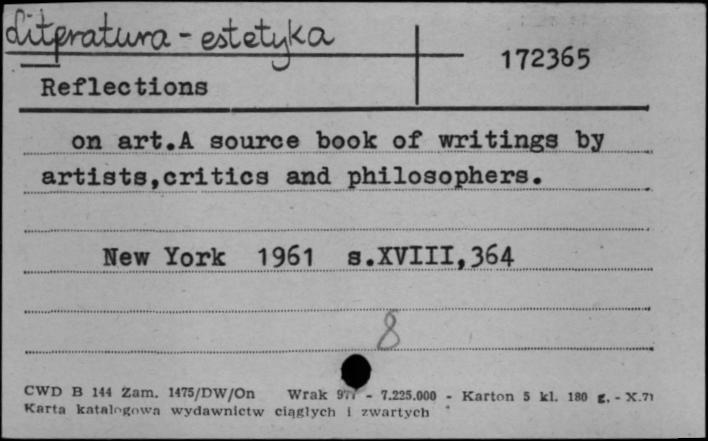 Literatura - estetyka
172365
Reflections
on art.A source book of writings by
artists,critics and philosophers.
New York 1961 s.XVIII,364
8
CWD B 144 Zam. 1475/DW/On Wrak - 7.225.000 - Karton 5 kl. 180 g. - X.71
Karta katalogowa wydawnictw ciągłych i zwartych